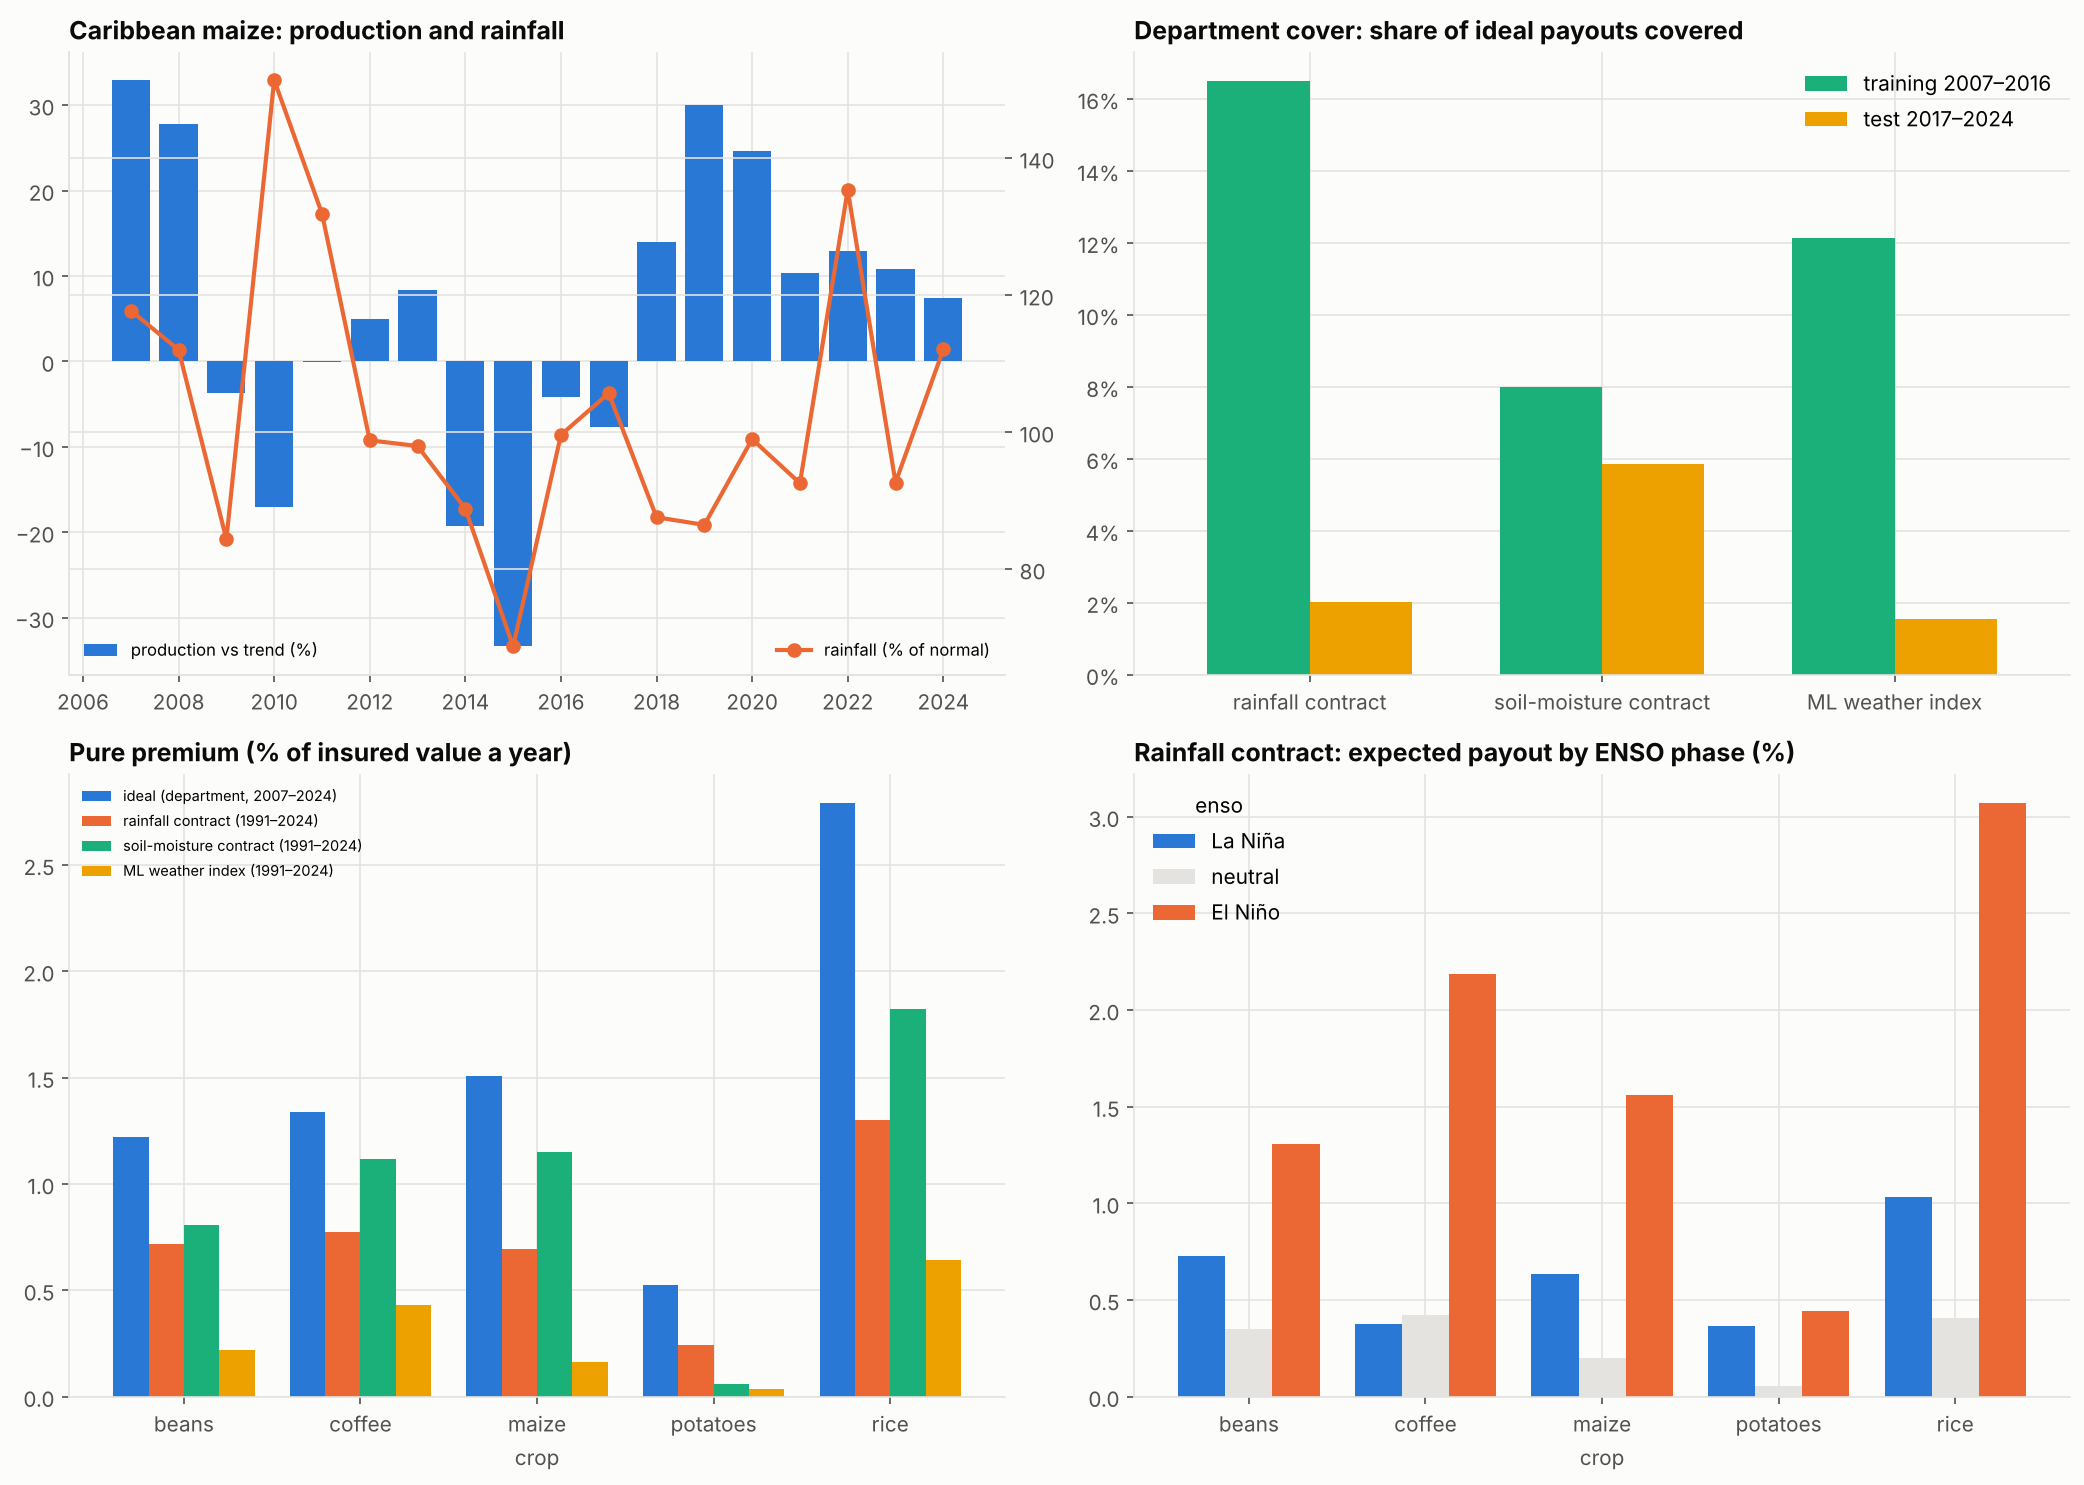 Caribbean maize: production and rainfall
30
20
10
0
−10
−20
−30
140
120
100
80
production vs trend (%)
rainfall (% of normal)
2006 2008 2010 2012 2014 2016 2018 2020 2022 2024
Department cover: share of ideal payouts covered
16%
14%
12%
10%
8%
6%
4%
2%
0%
training 2007–2016
test 2017–2024
rainfall contract soil-moisture contract ML weather index
Pure premium (% of insured value a year)
ideal (department, 2007–2024)
rainfall contract (1991–2024)
soil-moisture contract (1991–2024)
ML weather index (1991–2024)
2.5
2.0
1.5
1.0
0.5
0.0
beans coffee maize potatoes rice
crop
Rainfall contract: expected payout by ENSO phase (%)
enso
La Niña
neutral
El Niño
3.0
2.5
2.0
1.5
1.0
0.5
0.0
beans coffee maize potatoes rice
crop